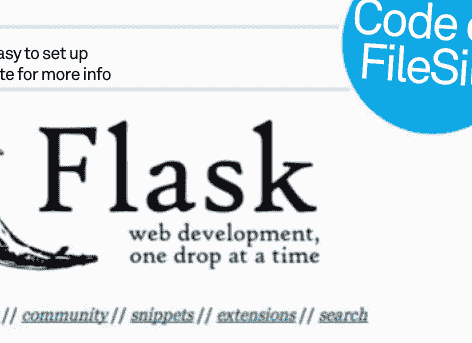 Code
FileSi
asy to set up
te for more info
Flask
web development,
one drop at a time
// community // snippets // extensions // search